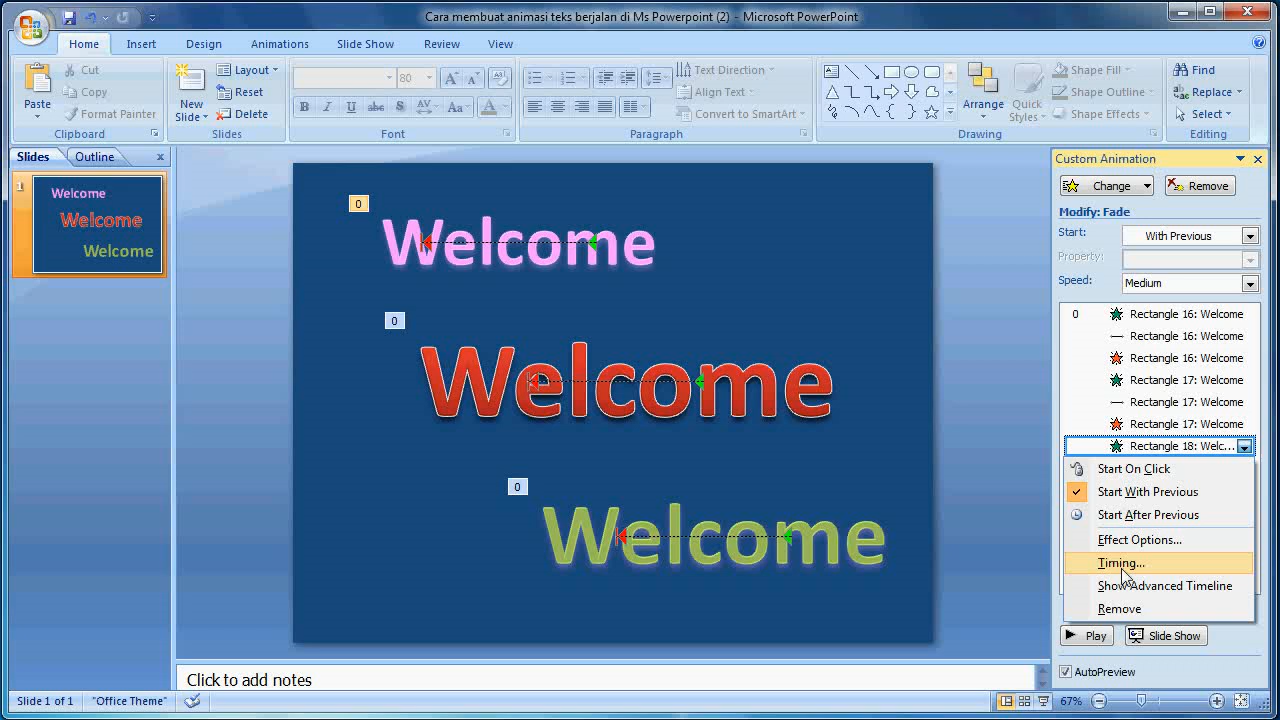 Cara membuat animasi teks berjalan di Ms Powerpoint (2) - Microsoft PowerPoint
Home Insert Design Animations Slide Show Review View
Paste
Cut
Copy
Format Painter
Clipboard
New Slide
Layout
Reset
Delete
Slides
80
B I U abc S AV Aa A
Font
Text Direction
Align Text
Convert to SmartArt
Paragraph
Arrange
Quick Styles
Shape Fill
Shape Outline
Shape Effects
Drawing
Find
Replace
Select
Editing
Slides Outline
1
Welcome
Welcome
Welcome
0
Welcome
0
Welcome
0
Welcome
Click to add notes
Custom Animation
Change Remove
Modify: Fade
Start: With Previous
Property:
Speed: Medium
0 Rectangle 16: Welcome
Rectangle 16: Welcome
Rectangle 16: Welcome
Rectangle 17: Welcome
Rectangle 17: Welcome
Rectangle 17: Welcome
Rectangle 18: Welc...
Start On Click
Start With Previous
Start After Previous
Effect Options...
Timing...
Show Advanced Timeline
Remove
Play Slide Show
AutoPreview
Slide 1 of 1 "Office Theme" 67%